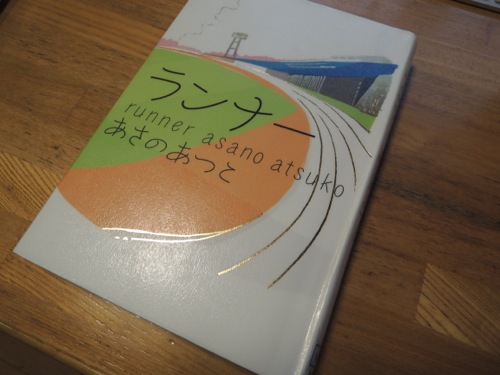 ランナー
runner asano atsuko
あさのあつこ